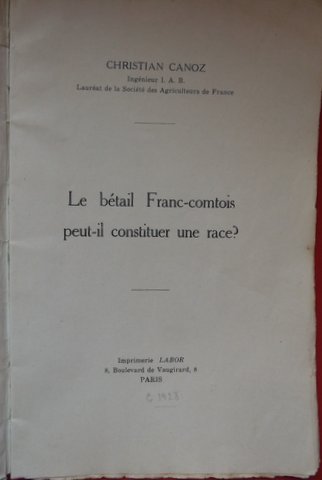 CHRISTIAN CANOZ
Ingénieur I. A. B.
Lauréat de la Société des Agriculteurs de France
Le bétail Franc-comtois
peut-il constituer une race?
Imprimerie LABOR
8, Boulevard de Vaugirard, 8
PARIS
C 1928